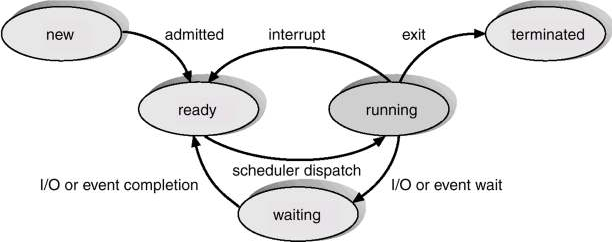 new
admitted
interrupt
exit
terminated
ready
running
scheduler dispatch
I/O or event completion
I/O or event wait
waiting